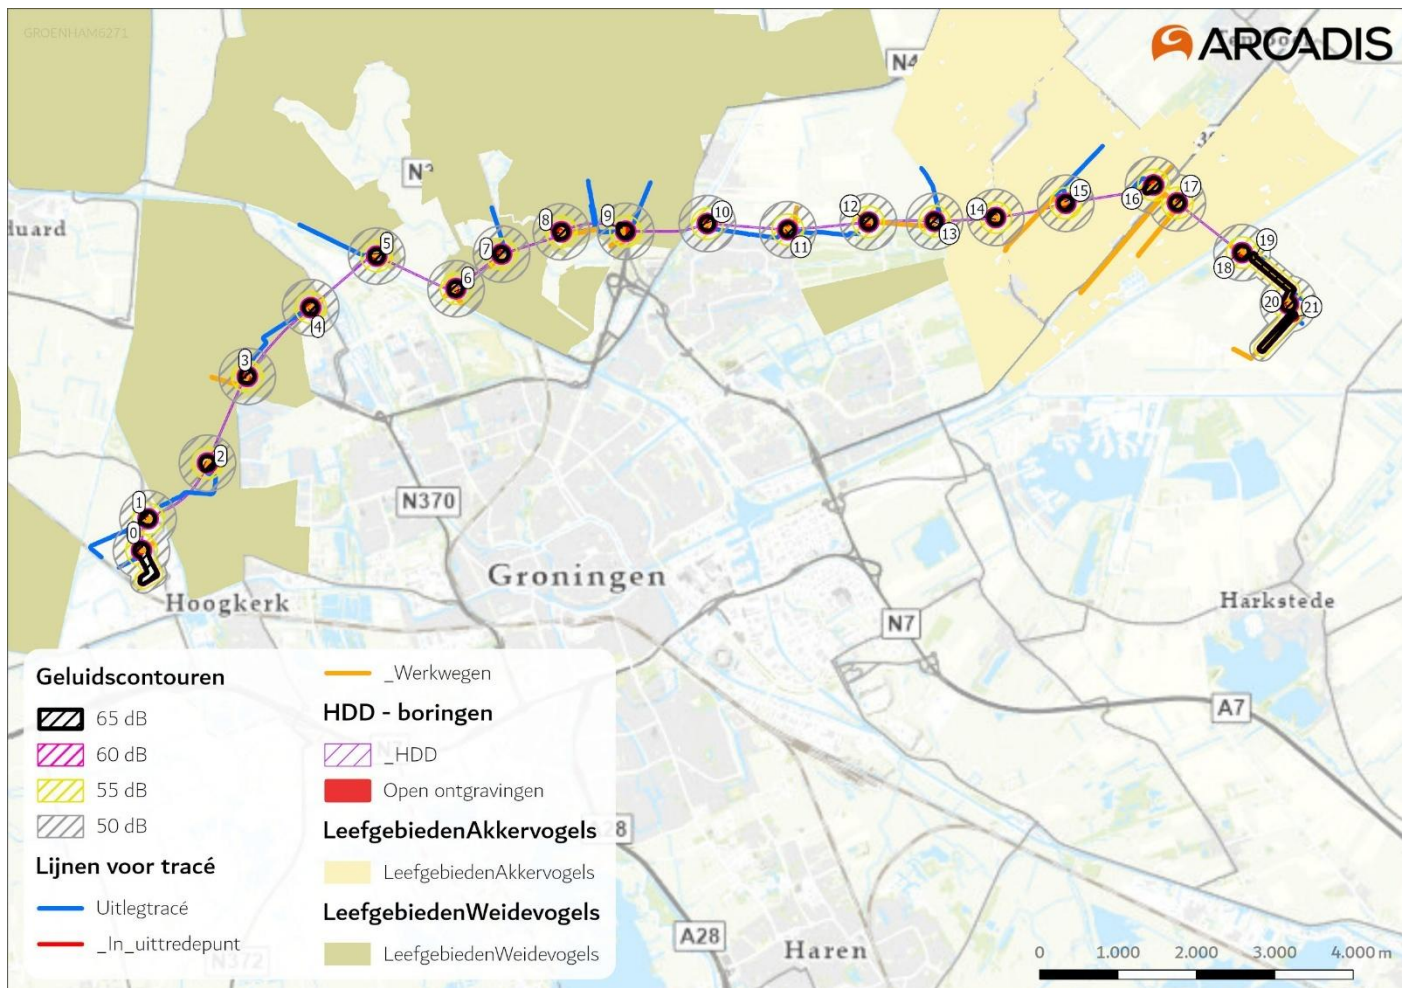 GROENHAM6271
ARCADIS
N4
N3
duard
0
1
2
3
4
5
6
7
8
9
10
11
12
13
14
15
16
17
18
19
20
21
N370
Groningen
Hoogkerk
Harkstede
N7
A7
A28
Haren
N372
Geluidscontouren
65 dB
60 dB
55 dB
50 dB
Lijnen voor tracé
Uitlegtracé
_In_uittredepunt
_Werkwegen
HDD - boringen
_HDD
Open ontgravingen
LeefgebiedenAkkervogels
LeefgebiedenAkkervogels
LeefgebiedenWeidevogels
LeefgebiedenWeidevogels
0 1.000 2.000 3.000 4.000 m